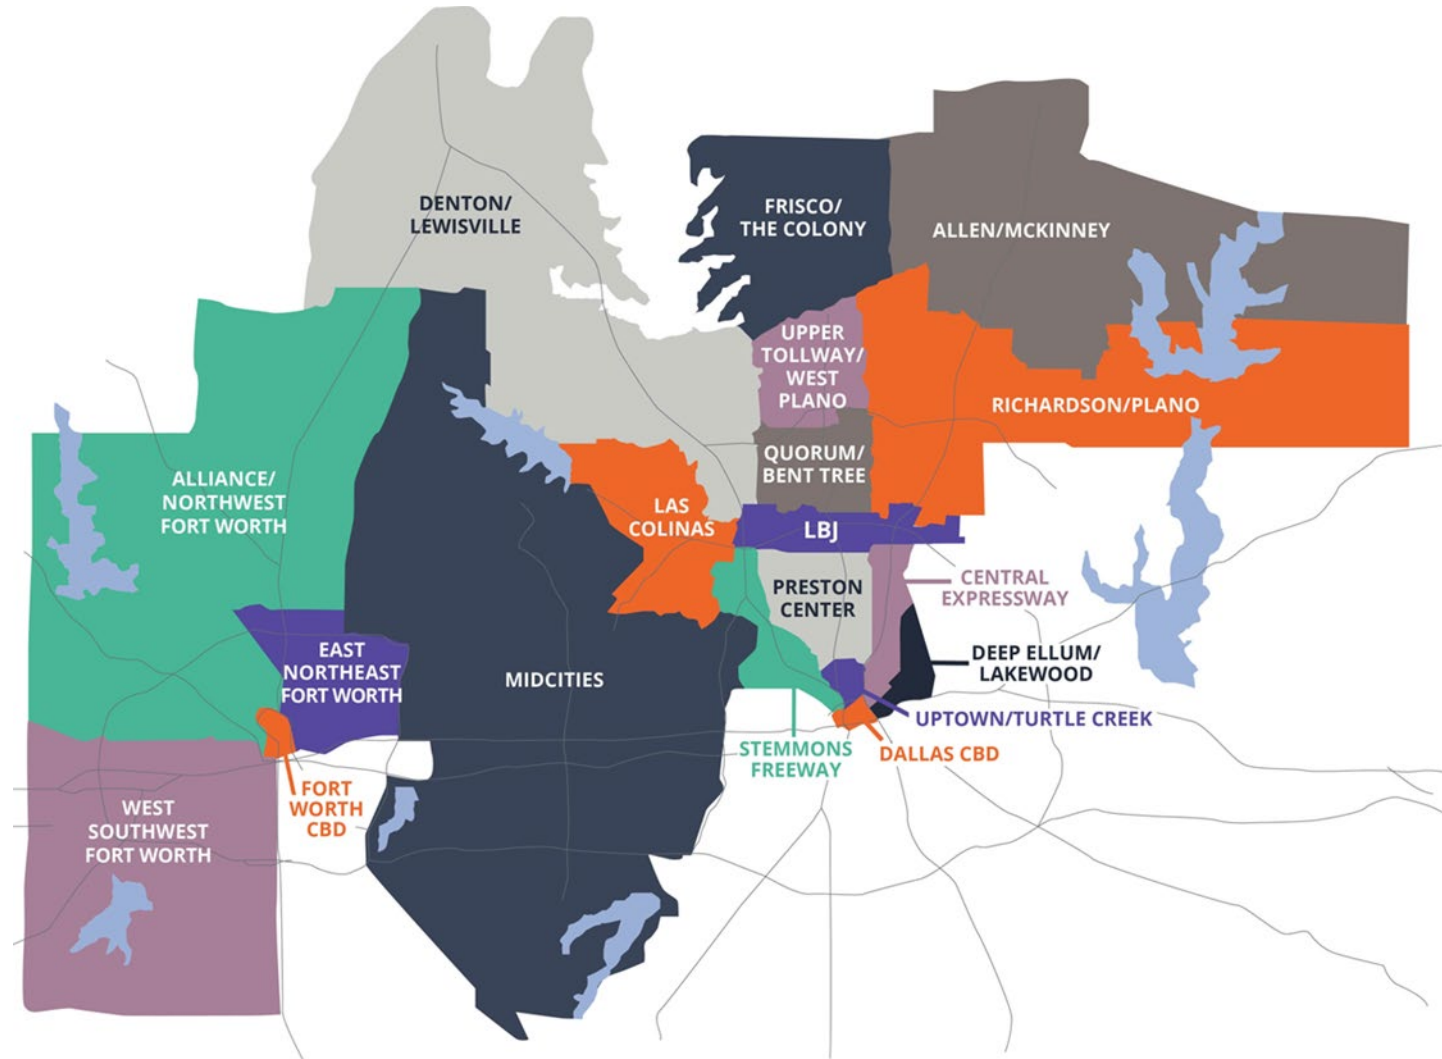 DENTON/
LEWISVILLE
FRISCO/
THE COLONY
ALLEN/MCKINNEY
UPPER
TOLLWAY/
WEST
PLANO
RICHARDSON/PLANO
ALLIANCE/
NORTHWEST
FORT WORTH
QUORUM/
BENT TREE
LAS
COLINAS
LBJ
PRESTON
CENTER
CENTRAL
EXPRESSWAY
EAST
NORTHEAST
FORT WORTH
MIDCITIES
DEEP ELLUM/
LAKEWOOD
UPTOWN/TURTLE CREEK
STEMMONS
FREEWAY
DALLAS CBD
FORT
WORTH
CBD
WEST
SOUTHWEST
FORT WORTH